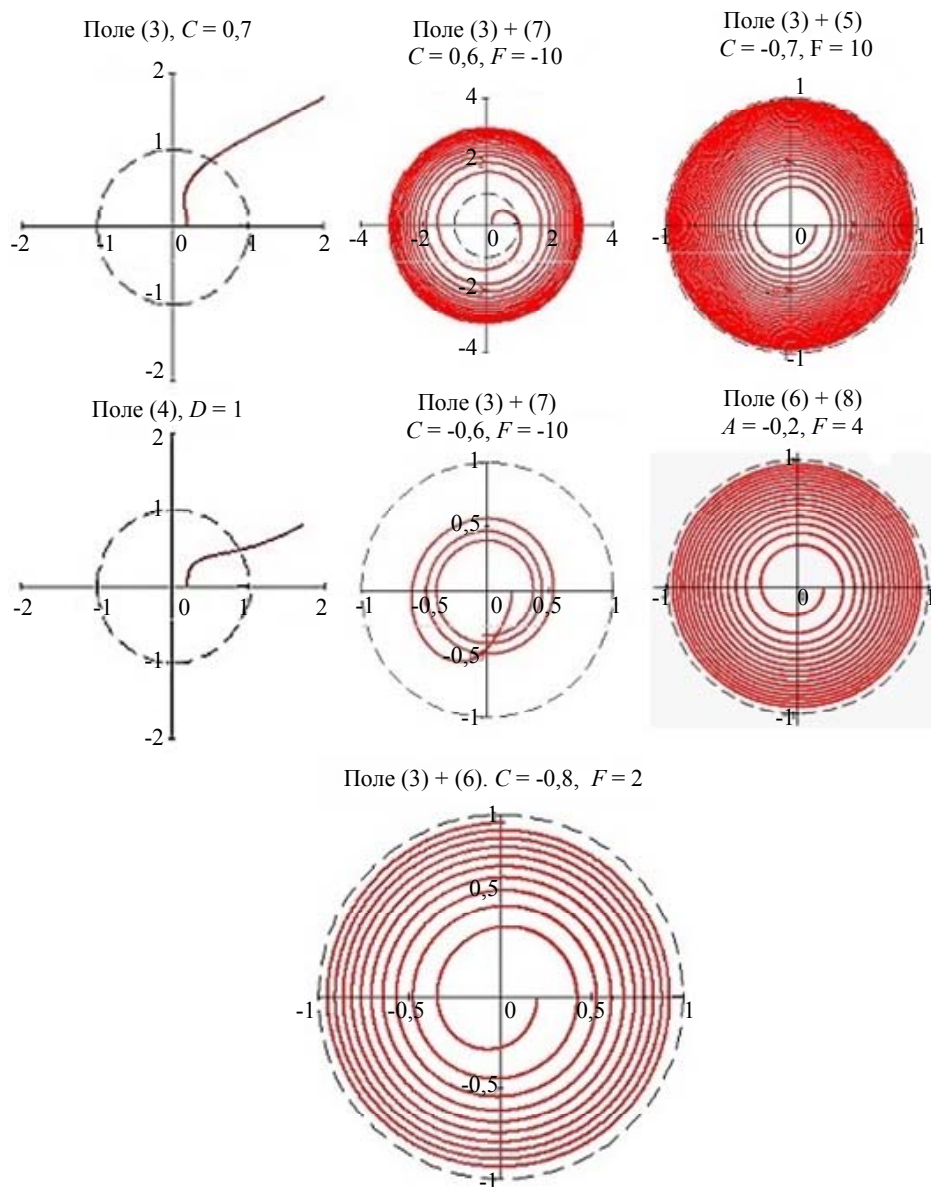 Поле (3), C = 0,7
2
1
-2 -1 0 1 2
-1
-2
Поле (3) + (7)
C = 0,6, F = -10
4
2
-4 -2 0 2 4
-2
-4
Поле (3) + (5)
C = -0,7, F = 10
1
-1 0 1
-1
Поле (4), D = 1
2
1
-2 -1 0 1 2
-1
-2
Поле (3) + (7)
C = -0,6, F = -10
1
0,5
-1 -0,5 0 0,5 1
-0,5
-1
Поле (6) + (8)
A = -0,2, F = 4
1
-1 0 1
-1
Поле (3) + (6). C = -0,8, F = 2
1
0,5
-1 -0,5 0 0,5 1
-0,5
-1